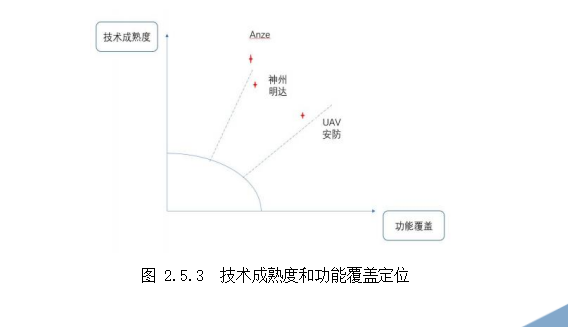 技术成熟度
Anze
神州
明达
UAV
安防
功能覆盖
图 2.5.3 技术成熟度和功能覆盖定位